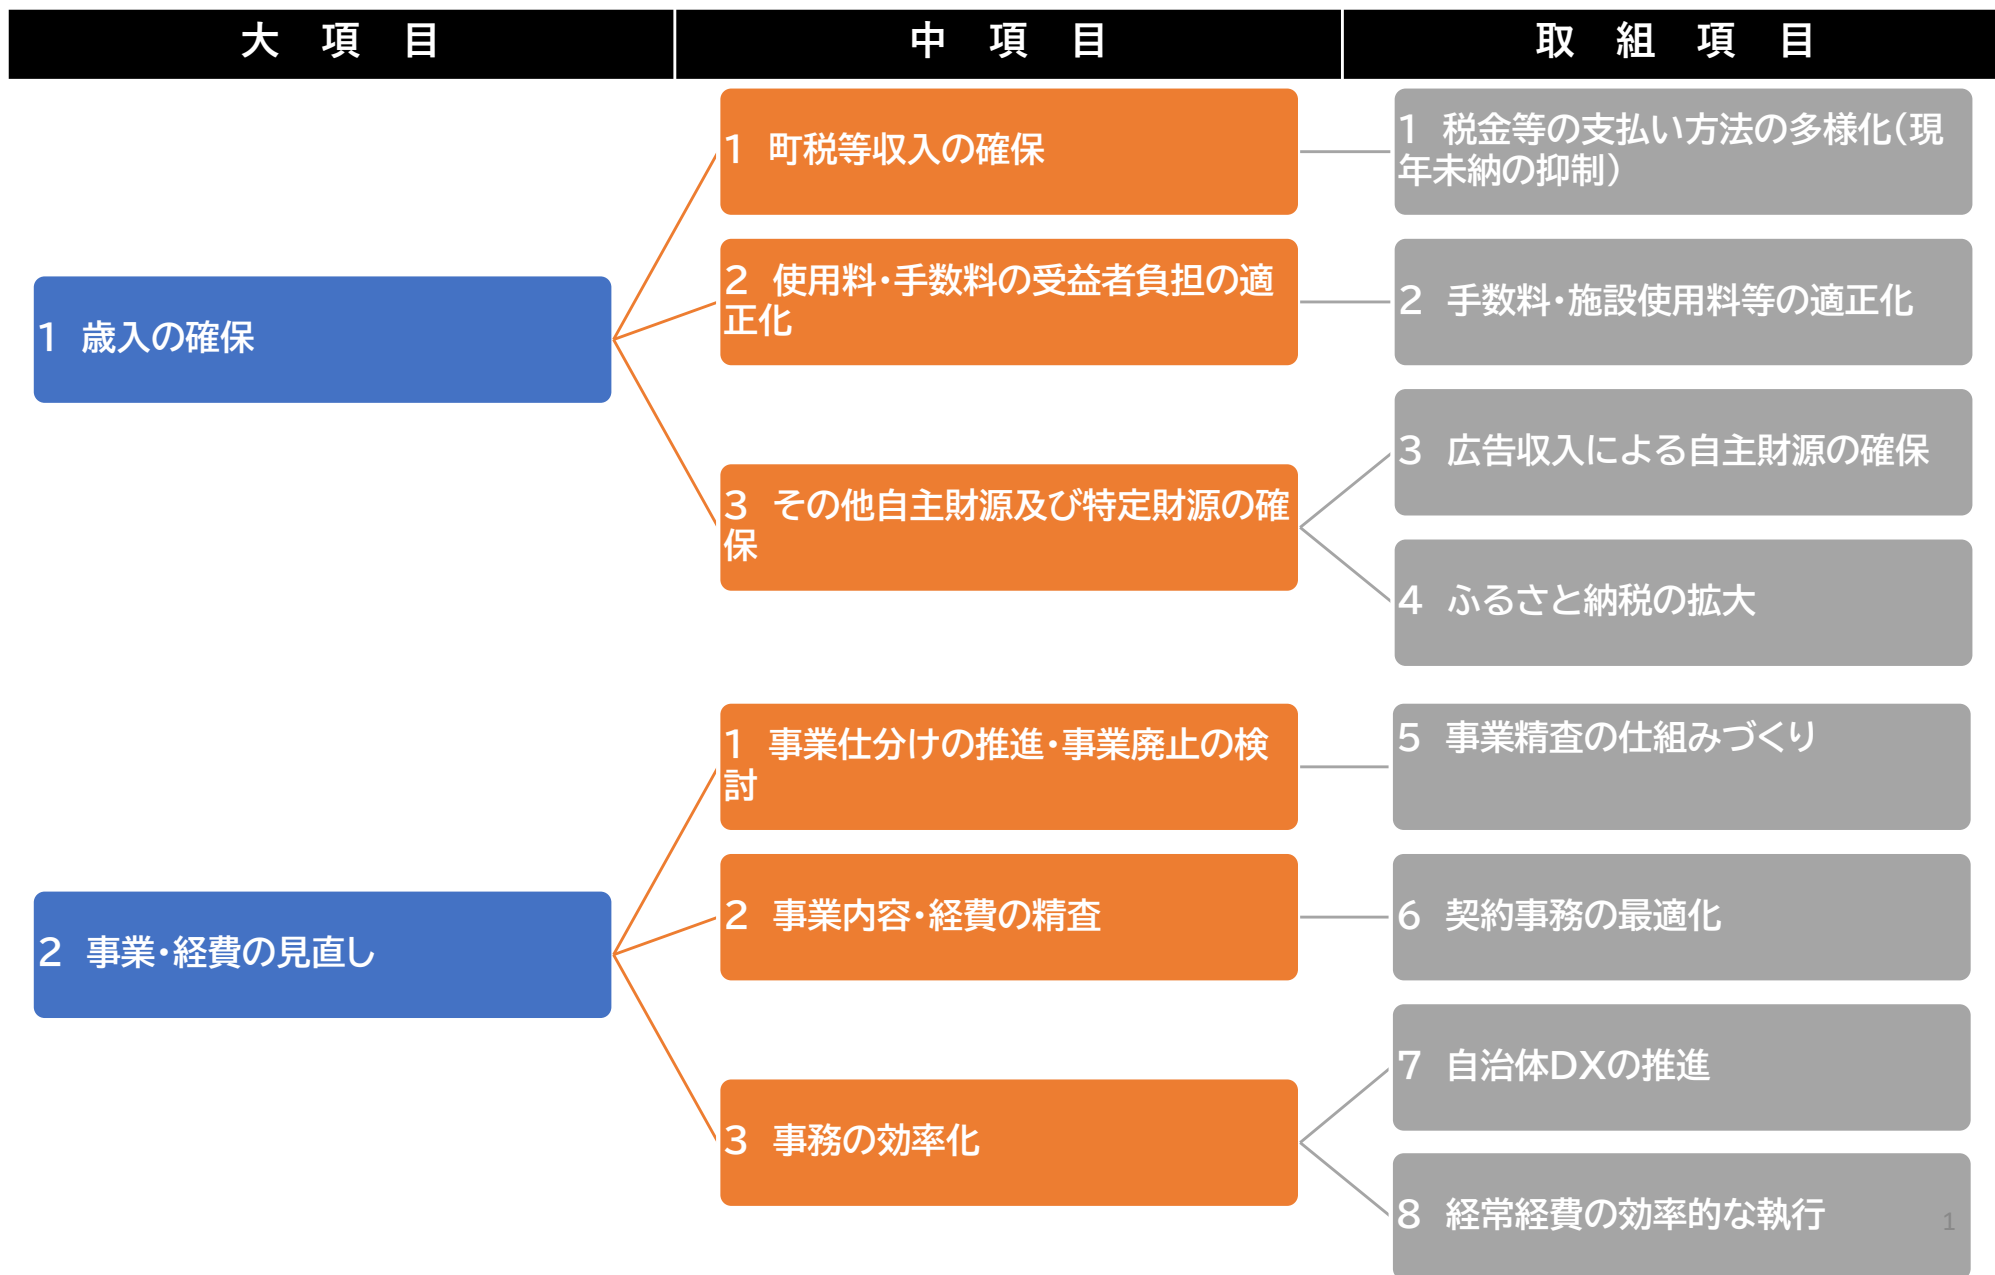 大　項　目
中　項　目
取　組　項　目
1　歳入の確保
1　町税等収入の確保
1　税金等の支払い方法の多様化（現
年未納の抑制）
2　使用料・手数料の受益者負担の適
正化
2　手数料・施設使用料等の適正化
3　その他自主財源及び特定財源の確
保
3　広告収入による自主財源の確保
4　ふるさと納税の拡大
2　事業・経費の見直し
1　事業仕分けの推進・事業廃止の検
討
5　事業精査の仕組みづくり
2　事業内容・経費の精査
6　契約事務の最適化
3　事務の効率化
7　自治体DXの推進
8　経常経費の効率的な執行
1